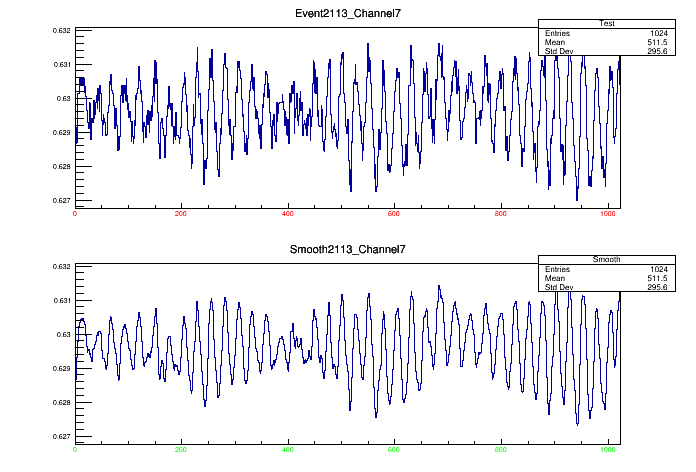 Event2113_Channel7
Test
Entries 1024
Mean 511.5
Std Dev 295.6
0.632
0.631
0.63
0.629
0.628
0.627
0 200 400 600 800 1000
Smooth2113_Channel7
Smooth
Entries 1024
Mean 511.5
Std Dev 295.6
0.632
0.631
0.63
0.629
0.628
0.627
0 200 400 600 800 1000